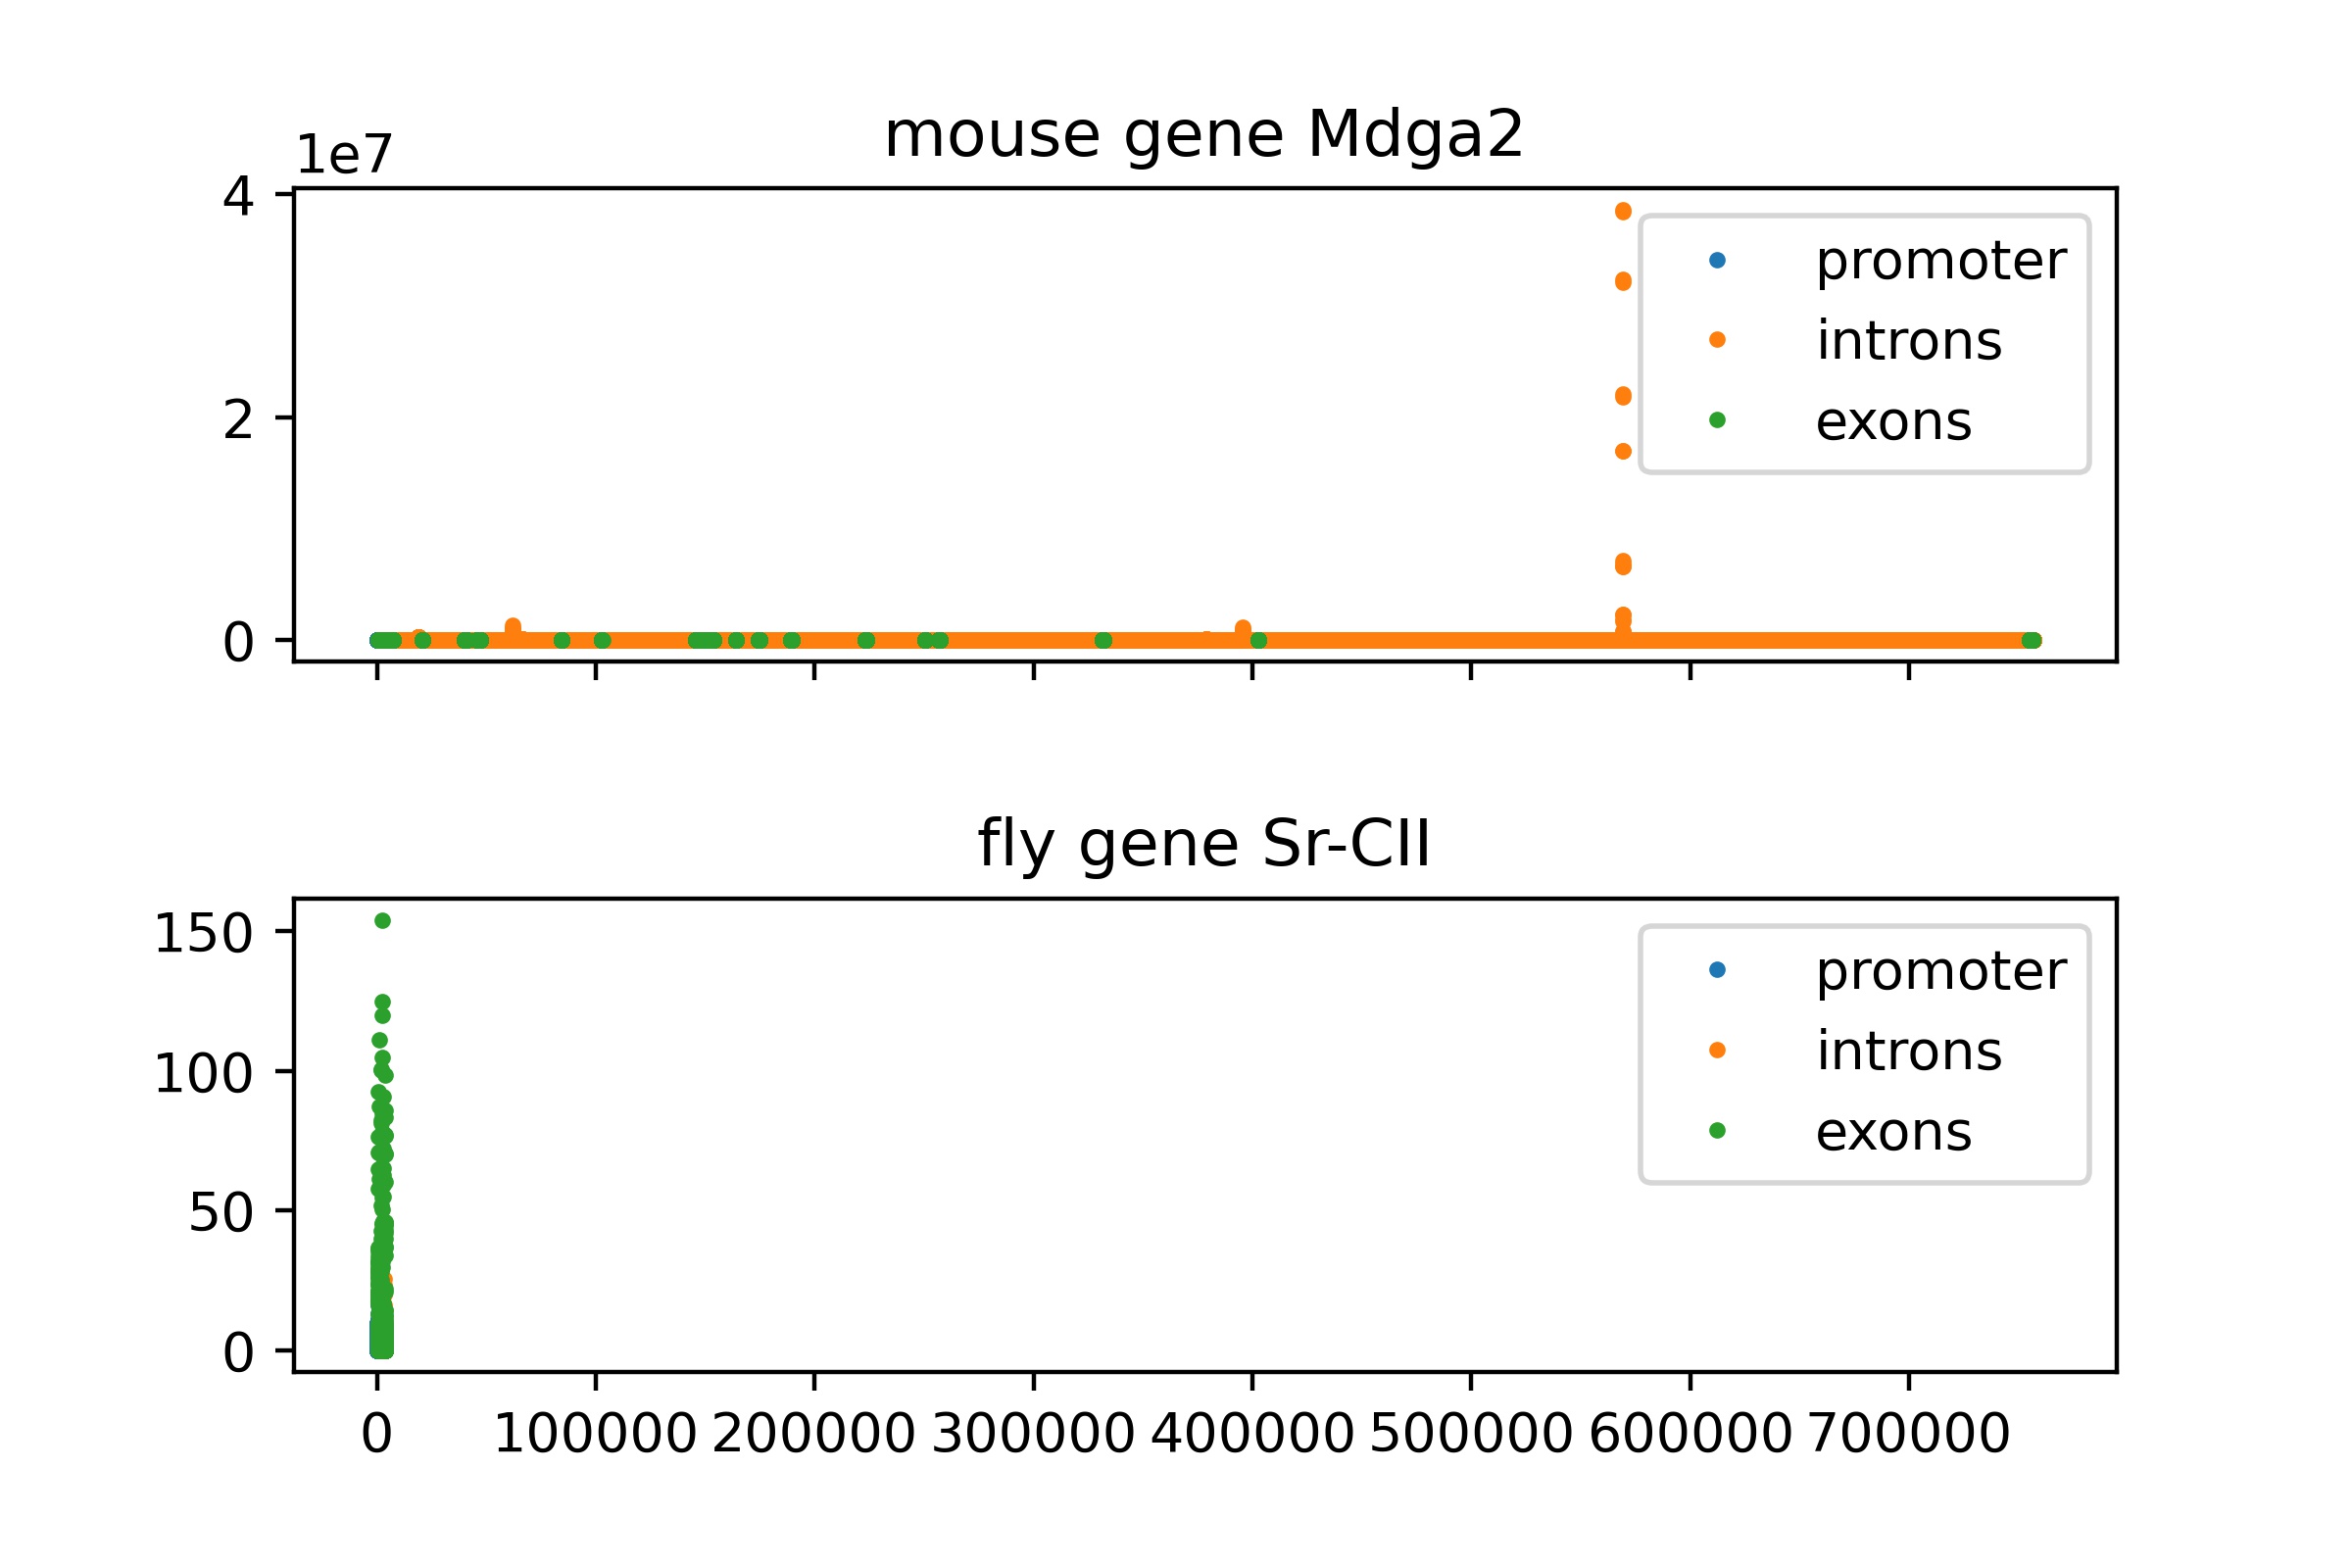 mouse gene Mdga2
1e7
4
2
0
promoter
introns
exons
fly gene Sr-CII
150
100
50
0
promoter
introns
exons
0 100000 200000 300000 400000 500000 600000 700000